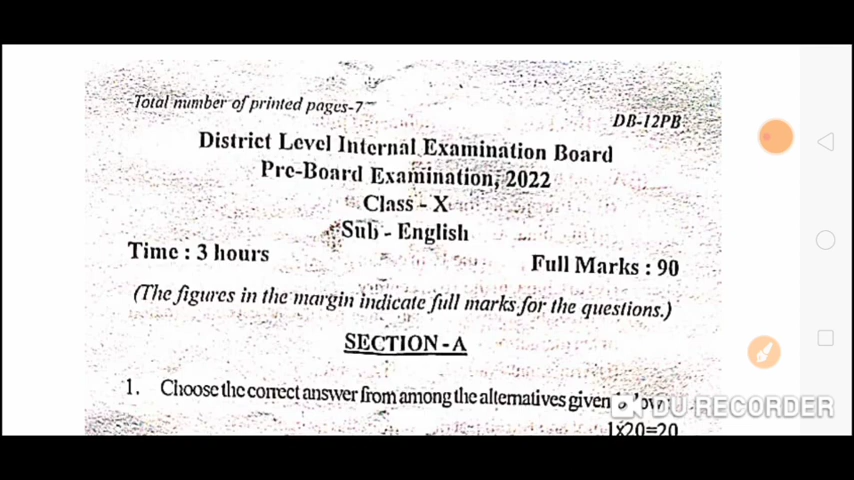 Total number of printed pages-7
DB-12PB
District Level Internal Examination Board
Pre-Board Examination, 2022
Class - X
Sub - English
Time : 3 hours
Full Marks : 90
(The figures in the margin indicate full marks for the questions.)
SECTION - A
1. Choose the correct answer from among the alternatives given
DU RECORDER
1x20=20